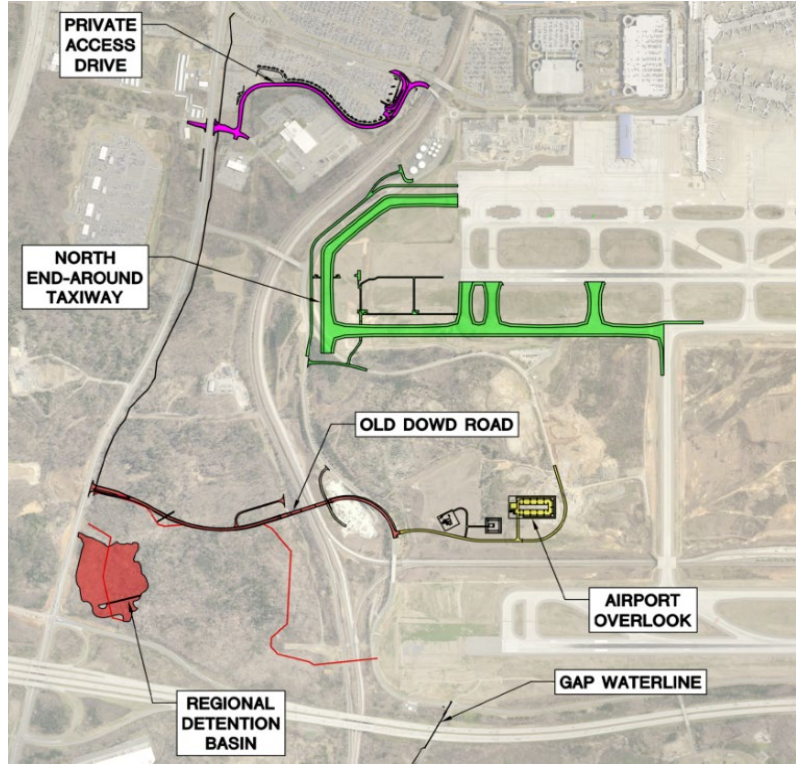 PRIVATE
ACCESS
DRIVE
NORTH
END-AROUND
TAXIWAY
OLD DOWD ROAD
AIRPORT
OVERLOOK
GAP WATERLINE
REGIONAL
DETENTION
BASIN